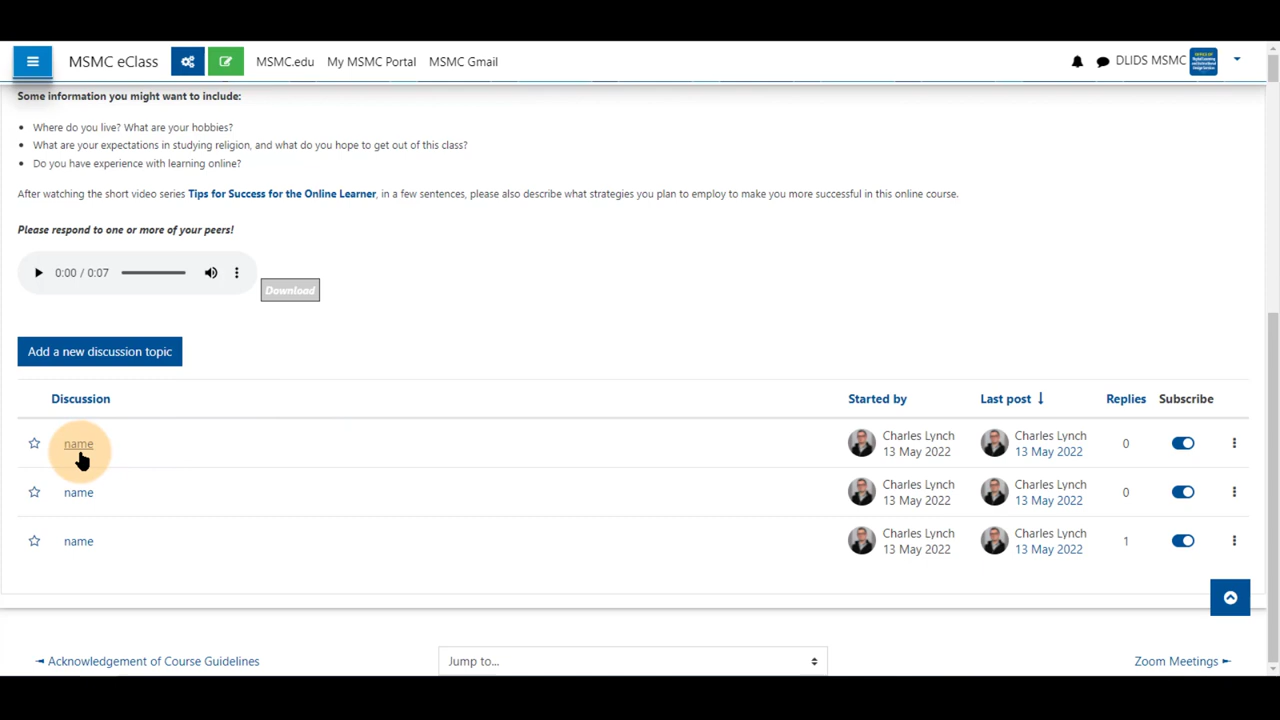 MSMC eClass MSMC.edu My MSMC Portal MSMC Gmail DLIDS MSMC
Some information you might want to include:
Where do you live? What are your hobbies?
What are your expectations in studying religion, and what do you hope to get out of this class?
Do you have experience with learning online?
After watching the short video series Tips for Success for the Online Learner, in a few sentences, please also describe what strategies you plan to employ to make you more successful in this online course.
Please respond to one or more of your peers!
0:00 / 0:07
Download
Add a new discussion topic
Discussion Started by Last post ↓ Replies Subscribe
name Charles Lynch Charles Lynch 0
13 May 2022 13 May 2022
name Charles Lynch Charles Lynch 0
13 May 2022 13 May 2022
name Charles Lynch Charles Lynch 1
13 May 2022 13 May 2022
◄ Acknowledgement of Course Guidelines Jump to... Zoom Meetings ►